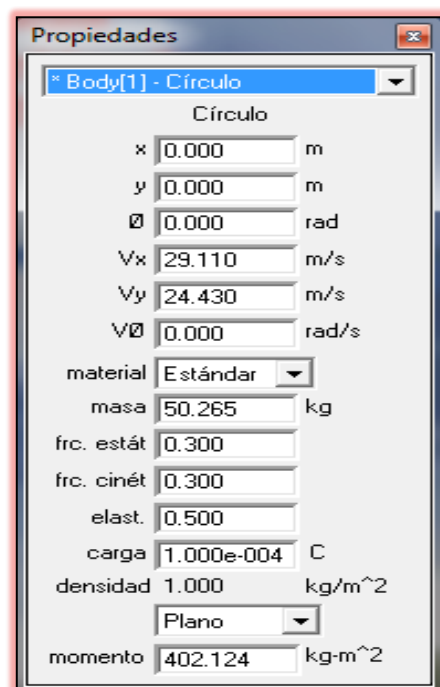 Propiedades
* Body[1] - Círculo
Círculo
x 0.000 m
y 0.000 m
Ø 0.000 rad
Vx 29.110 m/s
Vy 24.430 m/s
VØ 0.000 rad/s
material Estándar
masa 50.265 kg
frc. estát 0.300
frc. cinét 0.300
elast. 0.500
carga 1.000e-004 C
densidad 1.000 kg/m^2
Plano
momento 402.124 kg-m^2